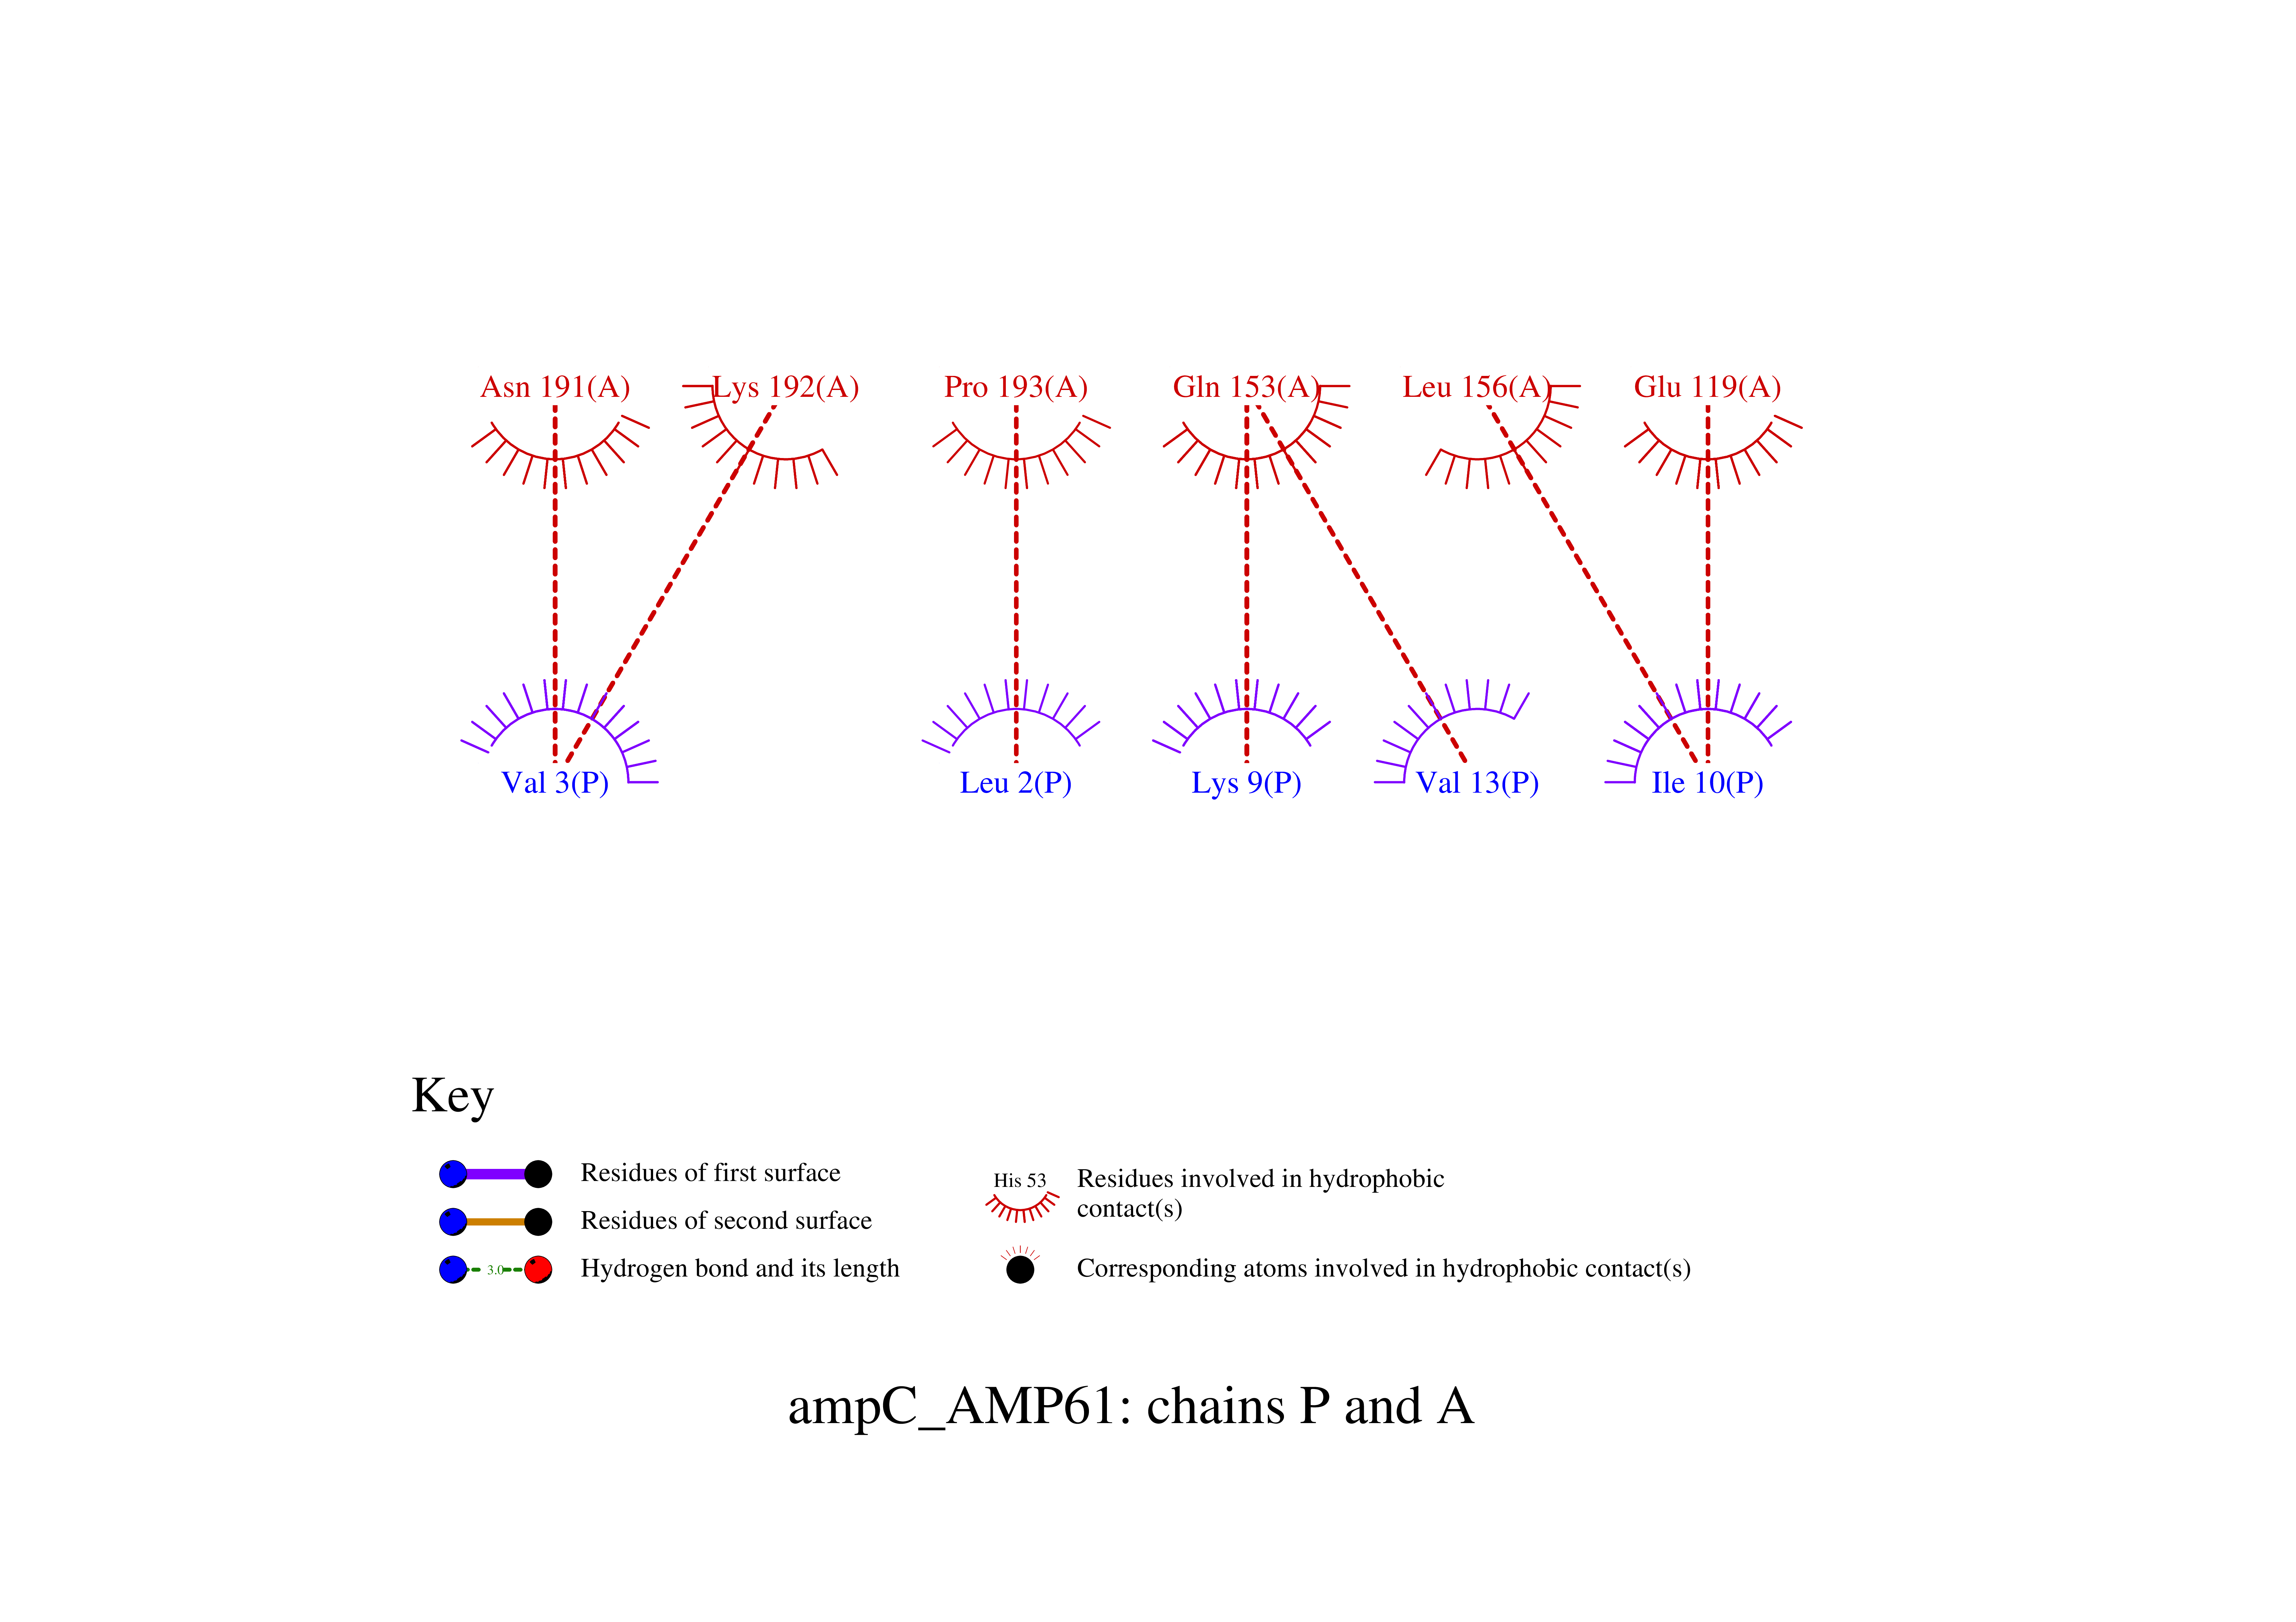 Asn 191(A) Lys 192(A) Pro 193(A) Gln 153(A) Leu 156(A) Glu 119(A)
Val 3(P) Leu 2(P) Lys 9(P) Val 13(P) Ile 10(P)
Key
Residues of first surface
Residues of second surface
3.0 Hydrogen bond and its length
His 53 Residues involved in hydrophobic
contact(s)
Corresponding atoms involved in hydrophobic contact(s)
ampC_AMP61: chains P and A